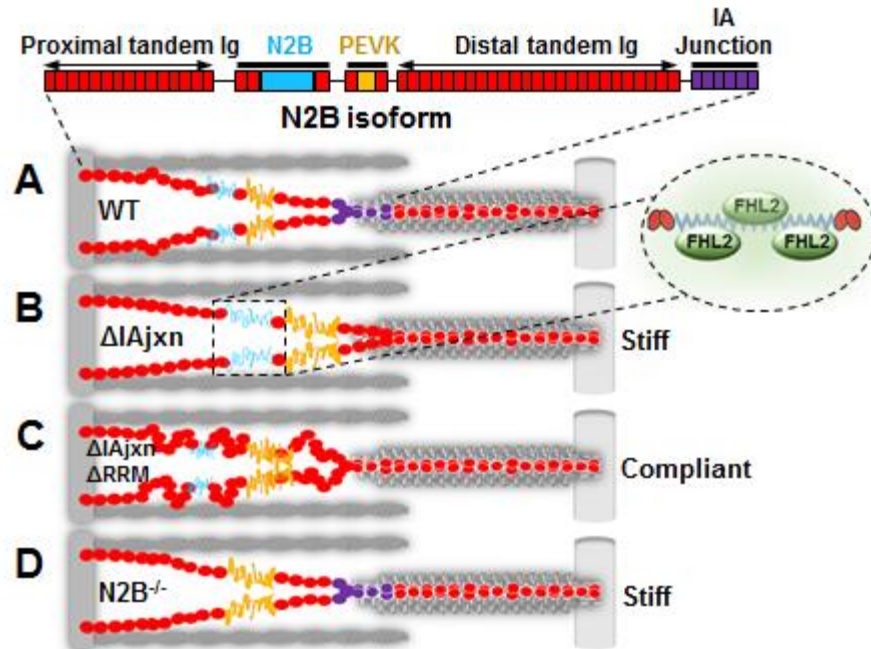 IA
Proximal tandem Ig N2B PEVK Distal tandem Ig Junction
N2B isoform
A
WT
FHL2
FHL2 FHL2
B
ΔIAjxn
Stiff
C
ΔIAjxn
ΔRRM
Compliant
D
N2B-/-
Stiff